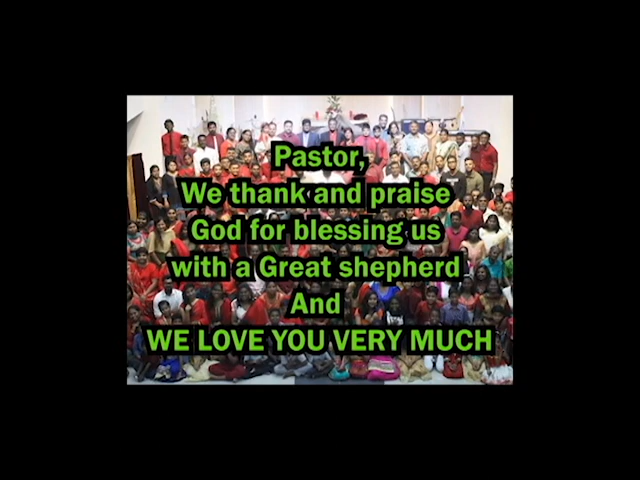 Pastor,
We thank and praise
God for blessing us
with a Great shepherd
And
WE LOVE YOU VERY MUCH